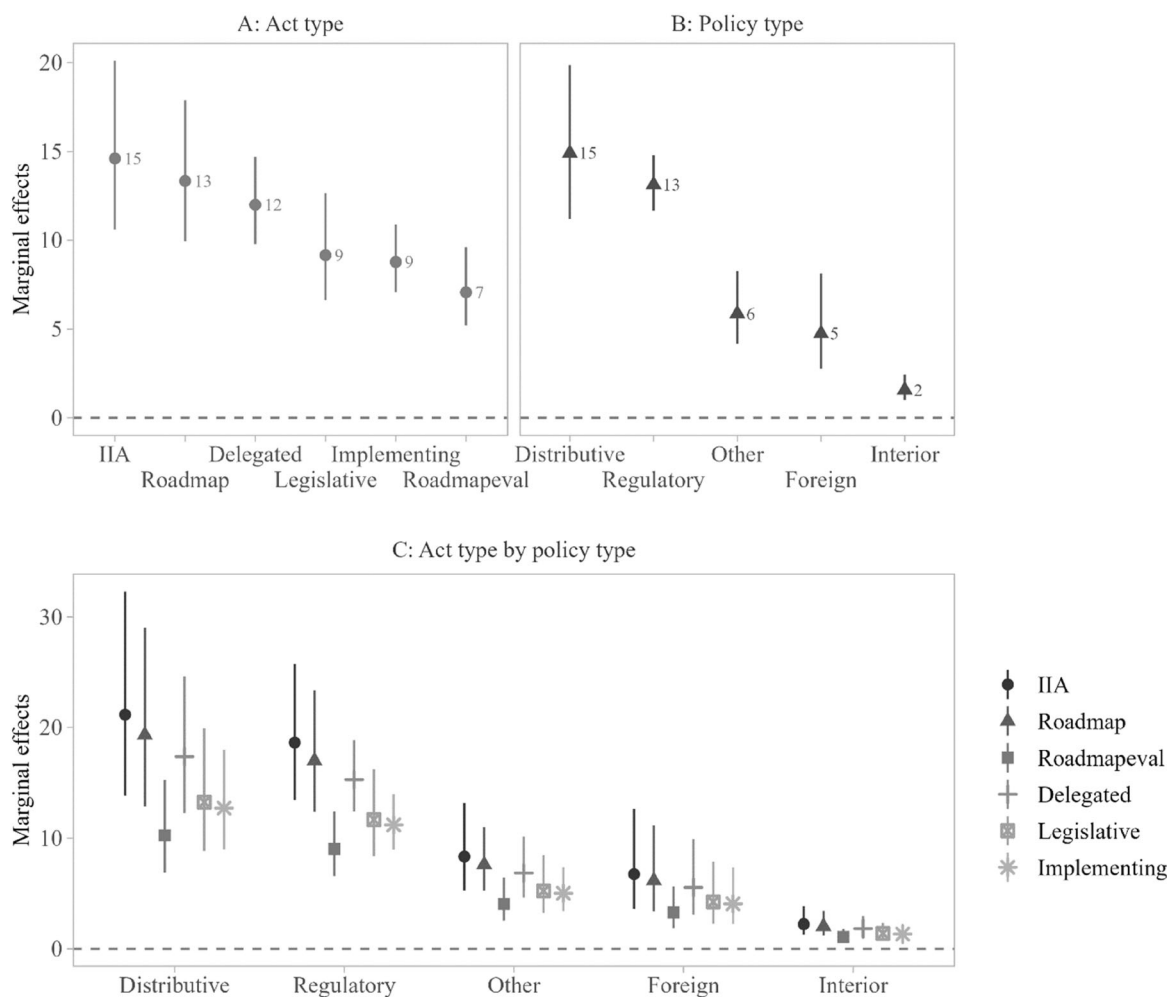 A: Act type
B: Policy type
Marginal effects
20
15
10
5
0
15
13
12
9
9
7
15
13
6
5
2
IIA
Roadmap
Delegated
Legislative
Implementing
Roadmapeval
Distributive
Regulatory
Other
Foreign
Interior
C: Act type by policy type
Marginal effects
30
20
10
0
Distributive
Regulatory
Other
Foreign
Interior
IIA
Roadmap
Roadmapeval
Delegated
Legislative
Implementing